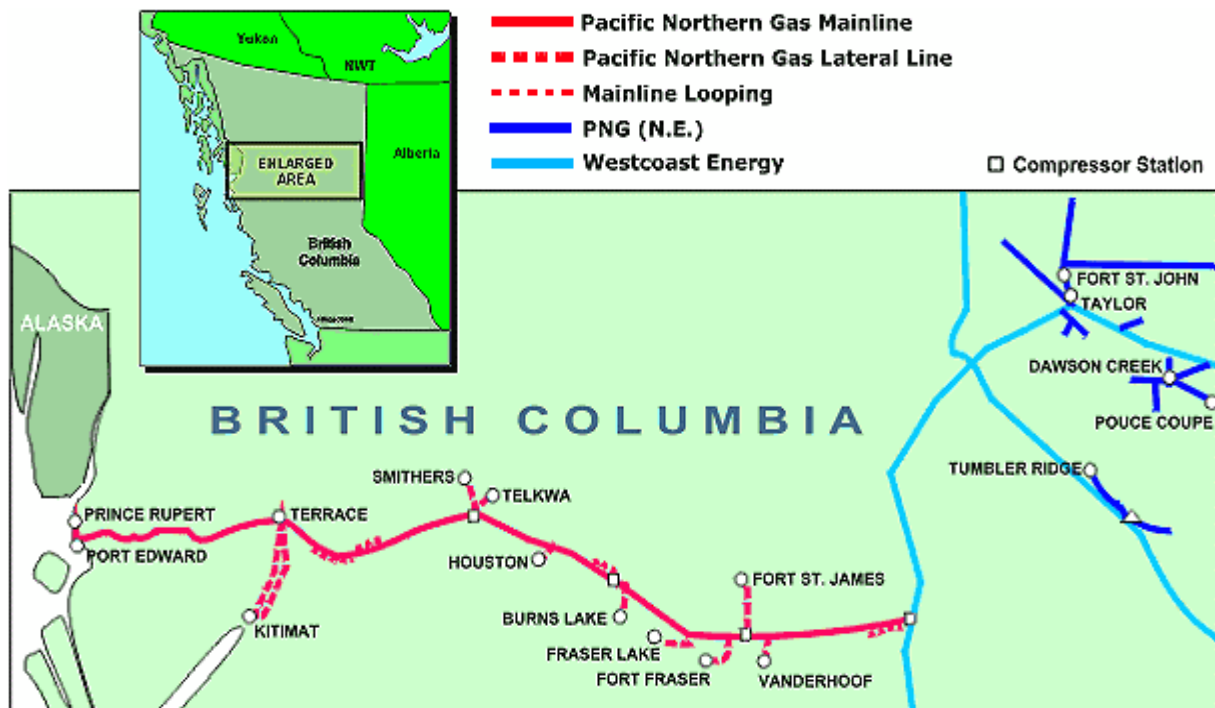 Pacific Northern Gas Mainline
Pacific Northern Gas Lateral Line
Mainline Looping
PNG (N.E.)
Westcoast Energy
Compressor Station
Yukon
NWT
Alberta
ENLARGED
AREA
British
Columbia
ALASKA
BRITISH COLUMBIA
FORT ST. JOHN
TAYLOR
DAWSON CREEK
POUCE COUPE
TUMBLER RIDGE
SMITHERS
TELKWA
PRINCE RUPERT
TERRACE
PORT EDWARD
HOUSTON
FORT ST. JAMES
BURNS LAKE
KITIMAT
FRASER LAKE
FORT FRASER
VANDERHOOF